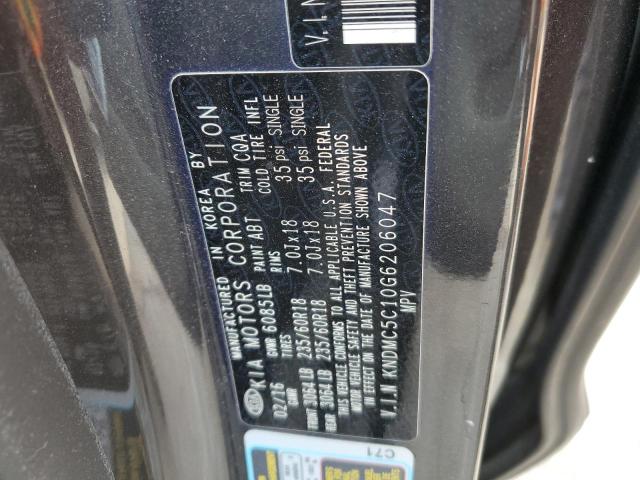 MANUFACTURED IN KOREA BY
KIA MOTORS CORPORATION
02/16 GWR 6085LB PAINT ABT TRIM CQA
TIRES RIMS COLD TIRE INFL
FRONT 3064LB 235/60R18 7.0Jx18 35psi SINGLE
REAR 3064LB 235/60R18 7.0Jx18 35psi SINGLE
THIS VEHICLE CONFORMS TO ALL APPLICABLE U.S.A. FEDERAL
MOTOR VEHICLE SAFETY AND THEFT PREVENTION STANDARDS
IN EFFECT ON THE DATE OF MANUFACTURE SHOWN ABOVE
V.I.N KNDMC5C10G6206047
MPV
V.I.N
C71